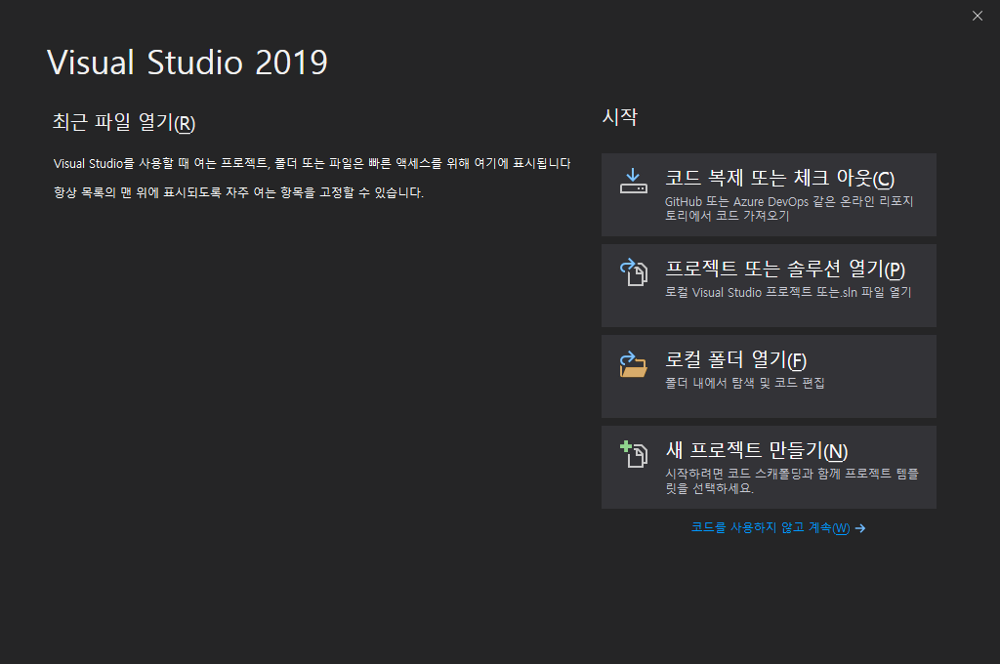 Visual Studio 2019
최근 파일 열기(R)
Visual Studio를 사용할 때 여는 프로젝트, 폴더 또는 파일은 빠른 액세스를 위해 여기에 표시됩니다
항상 목록의 맨 위에 표시되도록 자주 여는 항목을 고정할 수 있습니다.
시작
코드 복제 또는 체크 아웃(C)
GitHub 또는 Azure DevOps 같은 온라인 리포지
토리에서 코드 가져오기
프로젝트 또는 솔루션 열기(P)
로컬 Visual Studio 프로젝트 또는.sln 파일 열기
로컬 폴더 열기(F)
폴더 내에서 탐색 및 코드 편집
새 프로젝트 만들기(N)
시작하려면 코드 스캐폴딩과 함께 프로젝트 템플
릿을 선택하세요.
코드를 사용하지 않고 계속(W) →